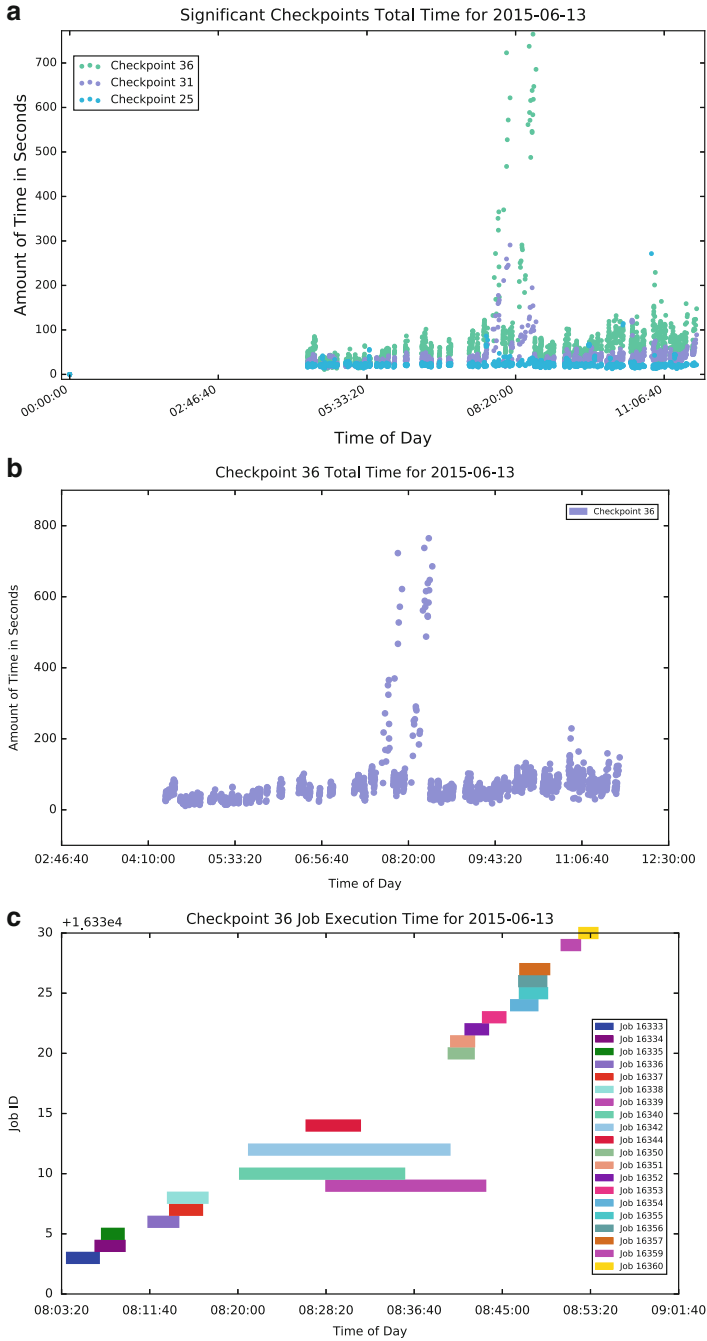 a
Significant Checkpoints Total Time for 2015-06-13
Amount of Time in Seconds
700
600
500
400
300
200
100
0
Checkpoint 36
Checkpoint 31
Checkpoint 25
00:00:00
02:46:40
05:33:20
08:20:00
11:06:40
Time of Day
b
Checkpoint 36 Total Time for 2015-06-13
Amount of Time in Seconds
800
600
400
200
0
Checkpoint 36
02:46:40
04:10:00
05:33:20
06:56:40
08:20:00
09:43:20
11:06:40
12:30:00
Time of Day
c
+1.633e4
Checkpoint 36 Job Execution Time for 2015-06-13
Job ID
30
25
20
15
10
5
0
Job 16333
Job 16334
Job 16335
Job 16336
Job 16337
Job 16338
Job 16339
Job 16340
Job 16342
Job 16344
Job 16350
Job 16351
Job 16352
Job 16353
Job 16354
Job 16355
Job 16356
Job 16357
Job 16359
Job 16360
08:03:20
08:11:40
08:20:00
08:28:20
08:36:40
08:45:00
08:53:20
09:01:40
Time of Day